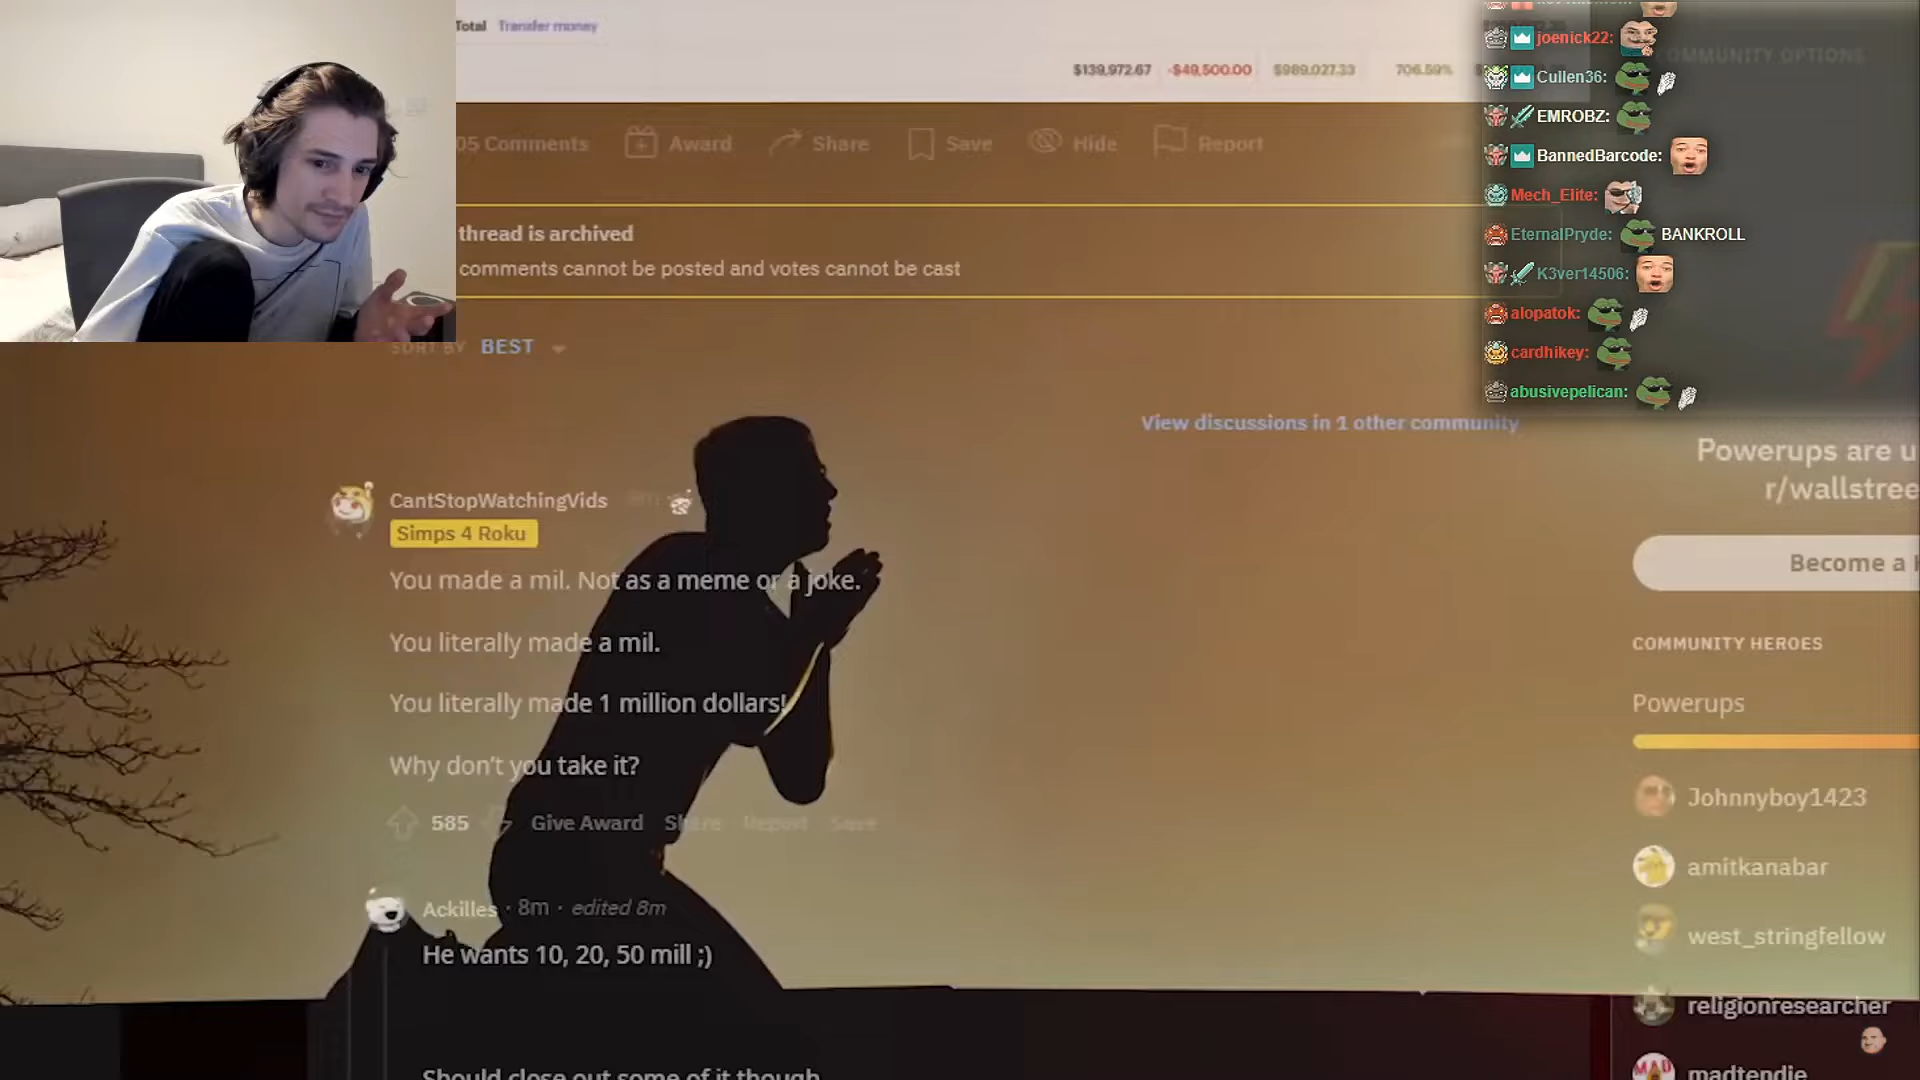 Total Transfer money
$139,972.67 -$49,500.00 $989,027.33 706.59%
05 Comments Award Share Save Hide Report
thread is archived
comments cannot be posted and votes cannot be cast
SORT BY BEST
View discussions in 1 other community
CantStopWatchingVids
Simps 4 Roku
You made a mil. Not as a meme or a joke.
You literally made a mil.
You literally made 1 million dollars!
Why don't you take it?
585 Give Award Share Report Save
Ackilles · 8m · edited 8m
He wants 10, 20, 50 mill ;)
Should close out some of it though
joenick22:
COMMUNITY OPTIONS
Cullen36:
EMROBZ:
BannedBarcode:
Mech_Elite:
EternalPryde: BANKROLL
K3ver14506:
alopatok:
cardhikey:
abusivepelican:
Powerups are u
r/wallstree
Become a
COMMUNITY HEROES
Powerups
Johnnyboy1423
amitkanabar
west_stringfellow
religionresearcher
MAD madtendie